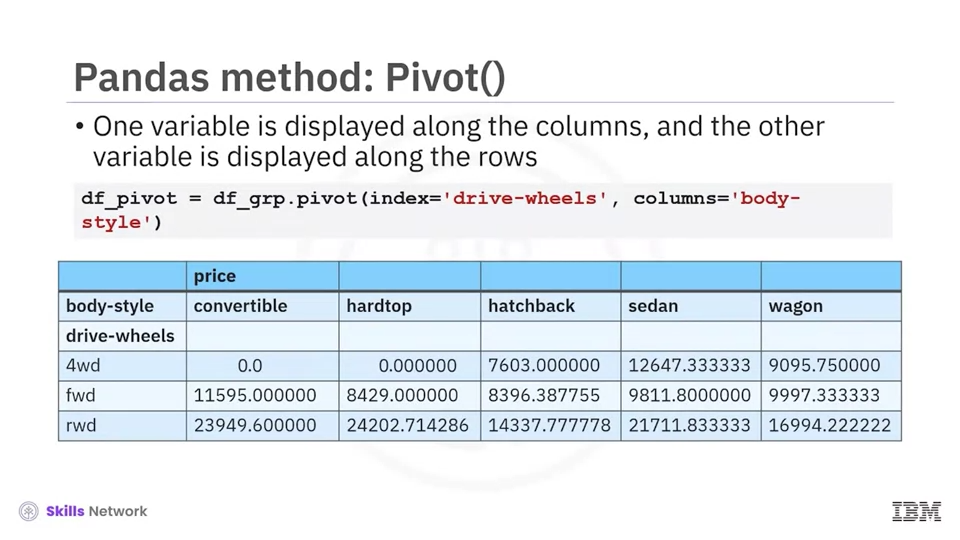 Pandas method: Pivot()
• One variable is displayed along the columns, and the other
variable is displayed along the rows
df_pivot = df_grp.pivot(index='drive-wheels', columns='body-
style')
price
body-style convertible hardtop hatchback sedan wagon
drive-wheels
4wd 0.0 0.000000 7603.000000 12647.333333 9095.750000
fwd 11595.000000 8429.000000 8396.387755 9811.8000000 9997.333333
rwd 23949.600000 24202.714286 14337.777778 21711.833333 16994.222222
Skills Network IBM